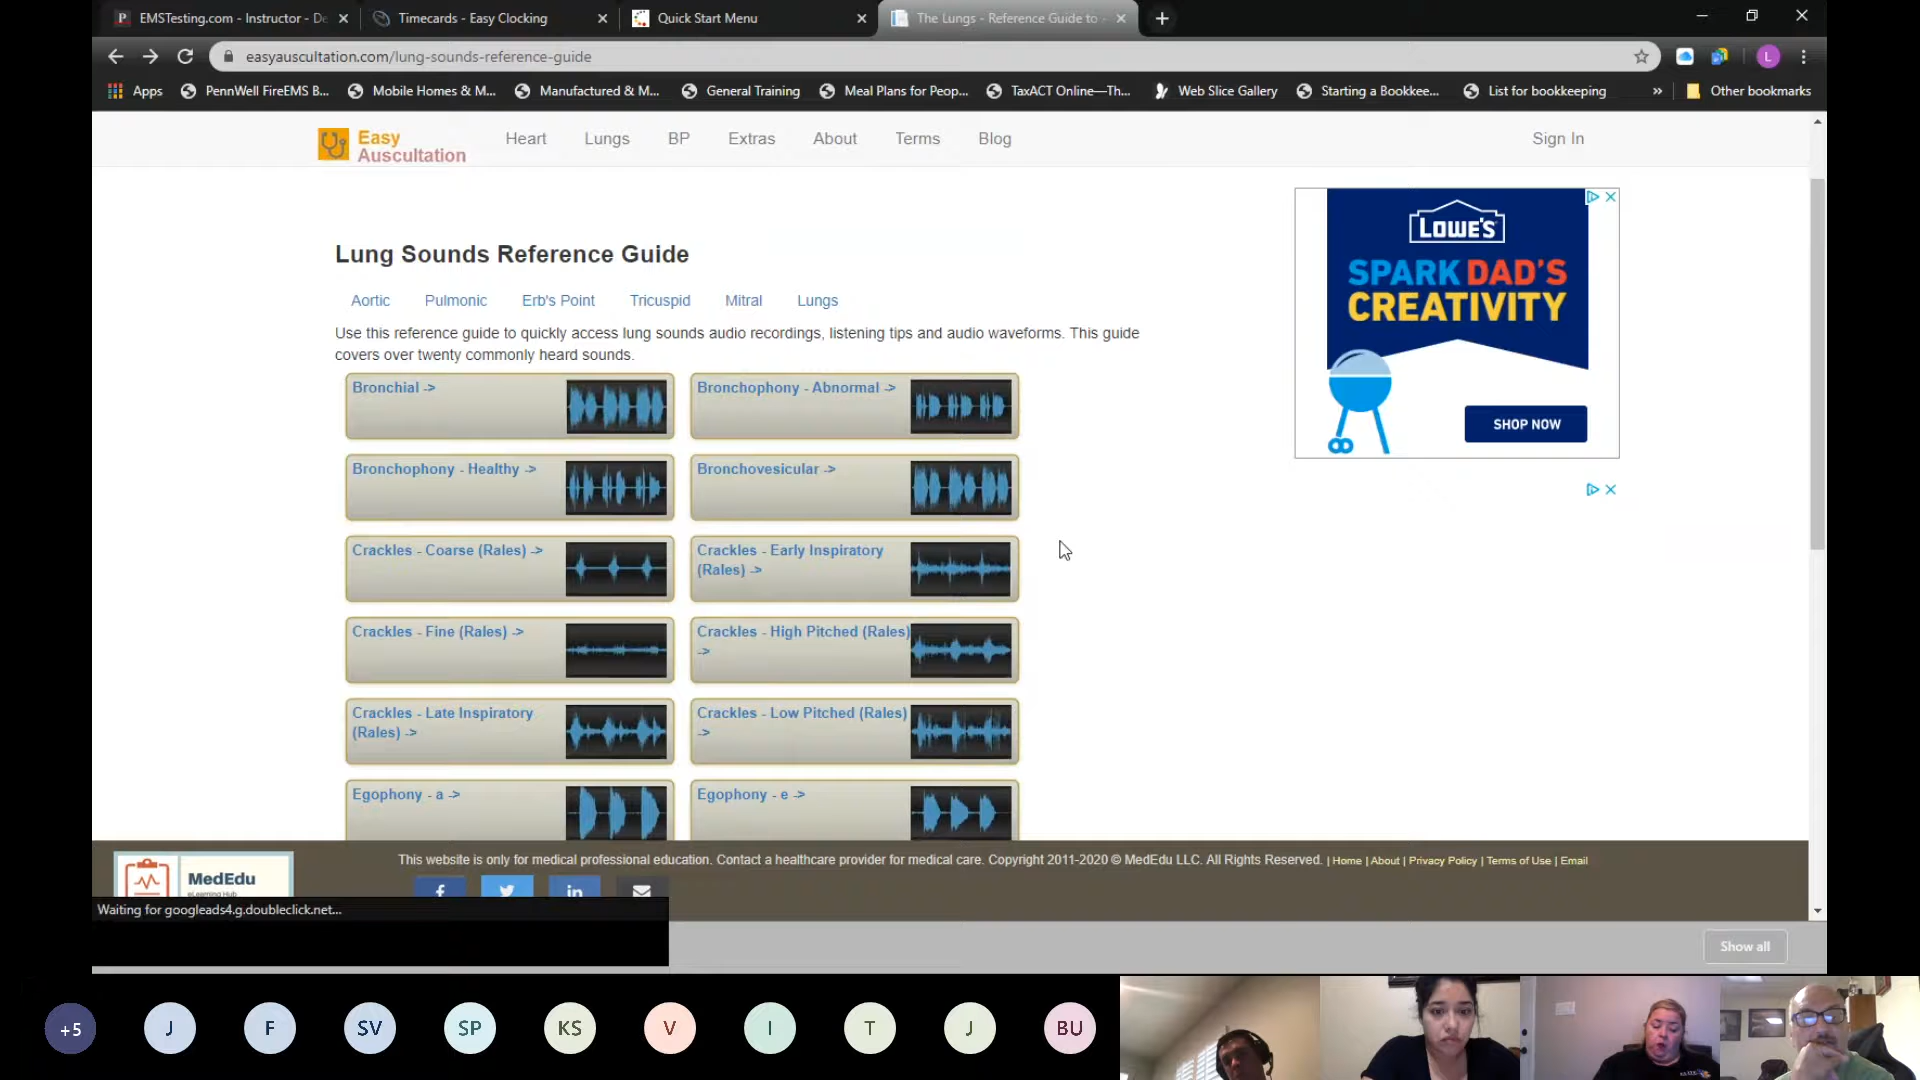 EMSTesting.com - Instructor - De
Timecards - Easy Clocking
Quick Start Menu
The Lungs - Reference Guide to
easyauscultation.com/lung-sounds-reference-guide
L
Apps
PennWell FireEMS B...
Mobile Homes & M...
Manufactured & M...
General Training
Meal Plans for Peop...
TaxACT Online—Th...
Web Slice Gallery
Starting a Bookkee...
List for bookkeeping
»
Other bookmarks
Easy
Auscultation
Heart
Lungs
BP
Extras
About
Terms
Blog
Sign In
LOWE'S
SPARK DAD'S
CREATIVITY
SHOP NOW
Lung Sounds Reference Guide
Aortic
Pulmonic
Erb's Point
Tricuspid
Mitral
Lungs
Use this reference guide to quickly access lung sounds audio recordings, listening tips and audio waveforms. This guide
covers over twenty commonly heard sounds.
Bronchial ->
Bronchophony - Abnormal ->
Bronchophony - Healthy ->
Bronchovesicular ->
Crackles - Coarse (Rales) ->
Crackles - Early Inspiratory
(Rales) ->
Crackles - Fine (Rales) ->
Crackles - High Pitched (Rales)
->
Crackles - Late Inspiratory
(Rales) ->
Crackles - Low Pitched (Rales)
->
Egophony - a ->
Egophony - e ->
MedEdu
eLearning Hub
This website is only for medical professional education. Contact a healthcare provider for medical care. Copyright 2011-2020 © MedEdu LLC. All Rights Reserved. | Home | About | Privacy Policy | Terms of Use | Email
Waiting for googleads4.g.doubleclick.net...
Show all
+5
J
F
SV
SP
KS
V
I
T
J
BU